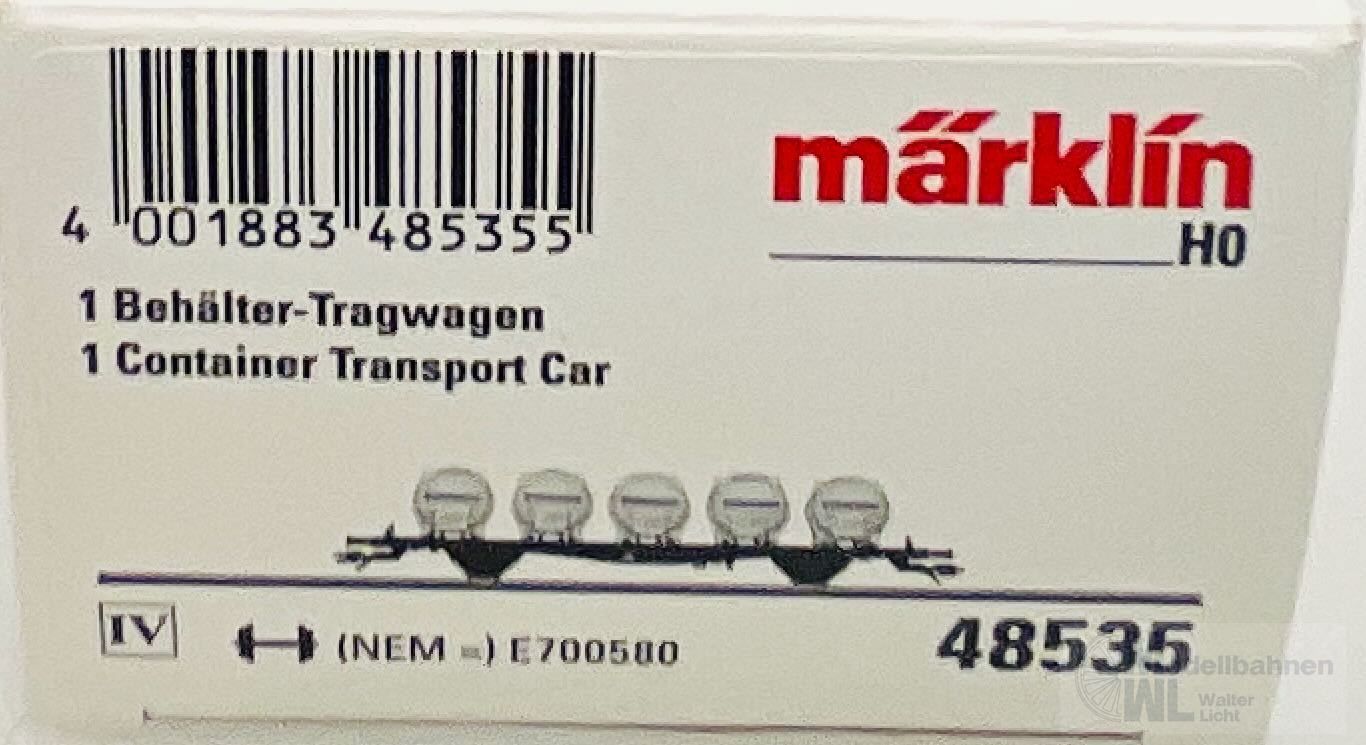 4 001883 485355
märklín
H0
1 Behälter-Tragwagen
1 Container Transport Car
IV (NEM =) E700580
48535
Modellbahnen
WL Walter
Licht